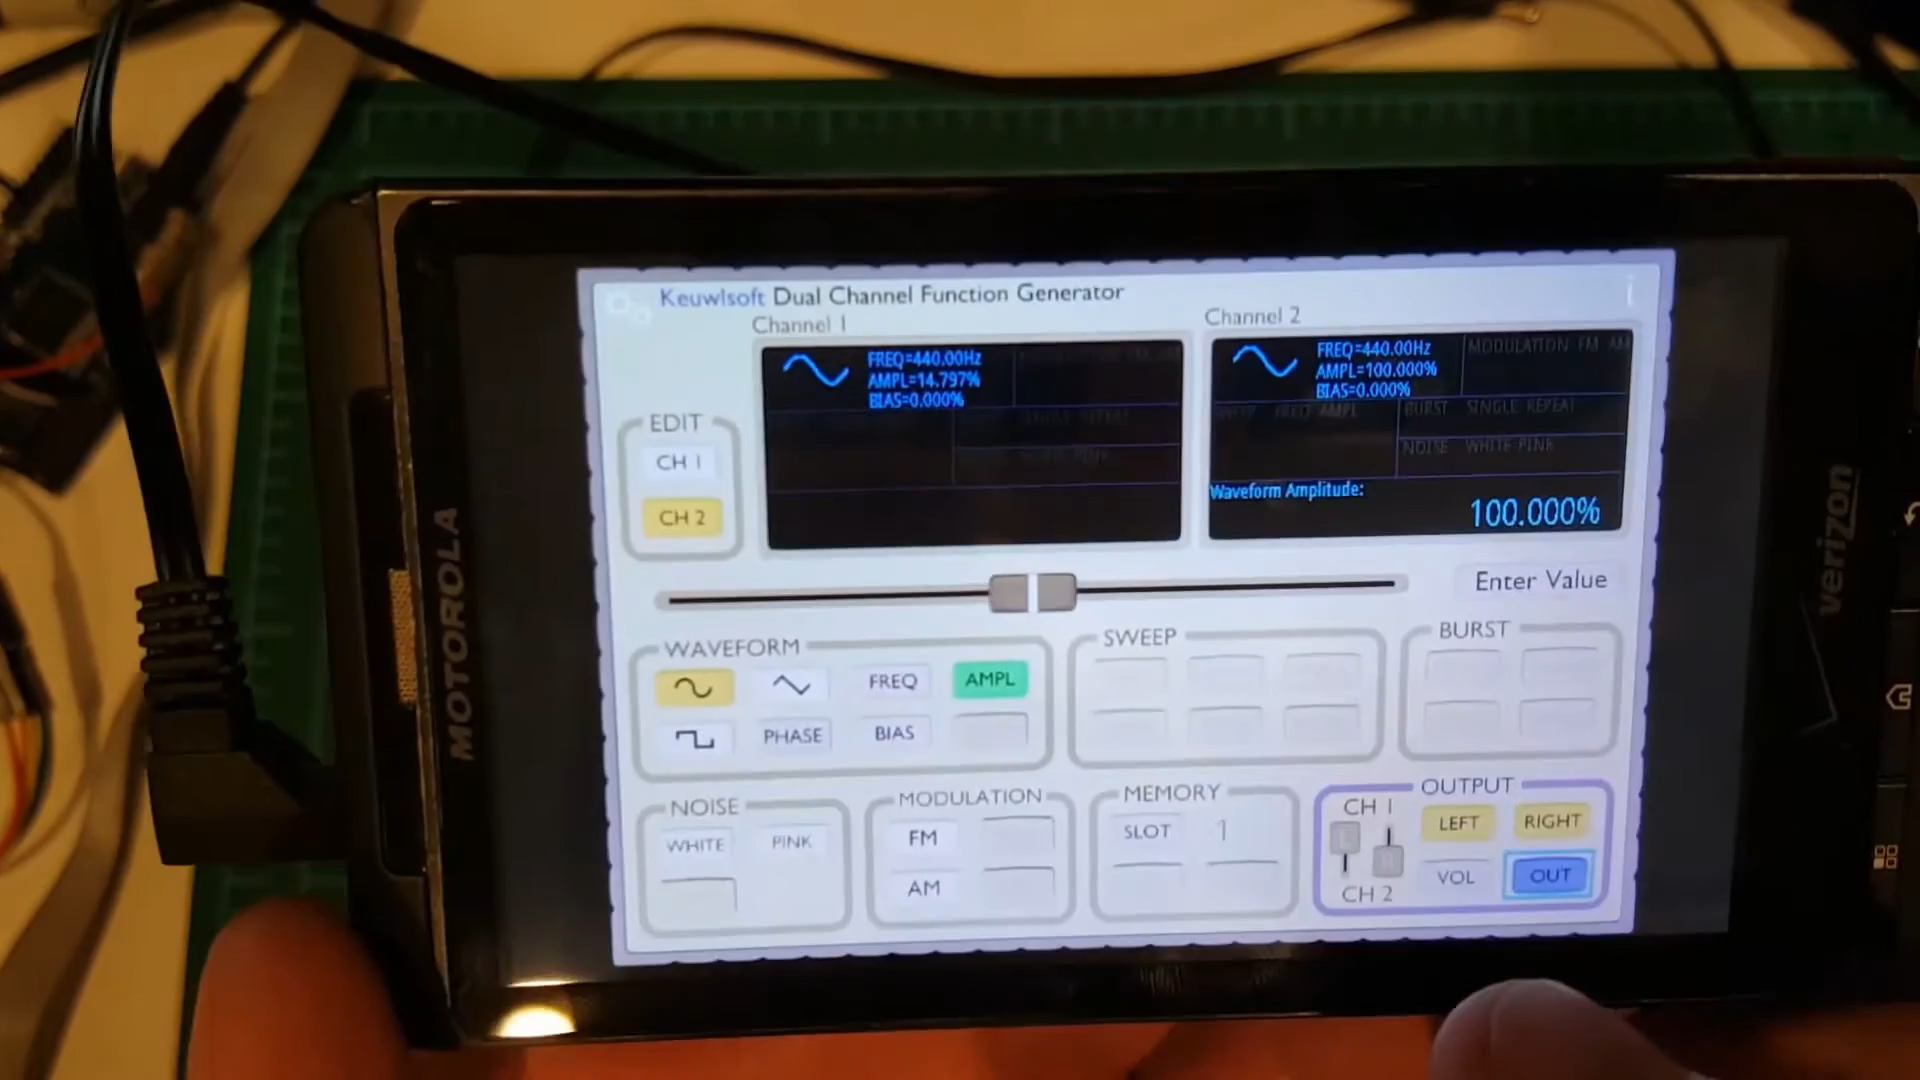 Keuwlsoft Dual Channel Function Generator
Channel 1
FREQ=440.00Hz
AMPL=14.797%
BIAS=0.000%
Channel 2
FREQ=440.00Hz
AMPL=100.000%
BIAS=0.000%
MODULATION FM AM
FREQ AMPL
BURST SINGLE REPEAT
NOISE WHITE PINK
Waveform Amplitude:
100.000%
EDIT
CH 1
CH 2
Enter Value
WAVEFORM
FREQ
AMPL
PHASE
BIAS
SWEEP
BURST
NOISE
WHITE
PINK
MODULATION
FM
AM
MEMORY
SLOT
1
OUTPUT
CH 1
LEFT
RIGHT
VOL
OUT
CH 2
MOTOROLA
verizon